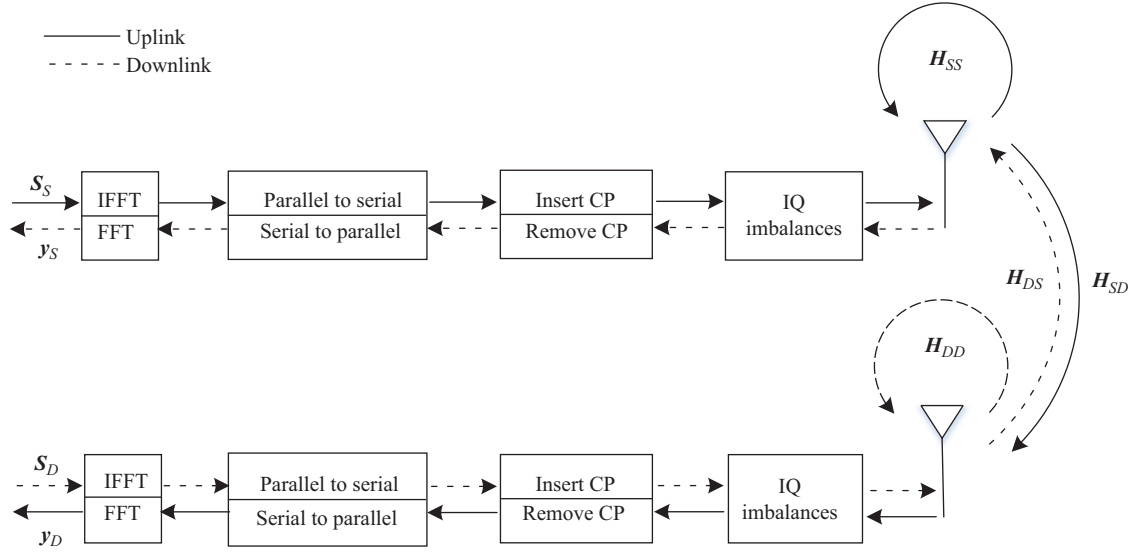 Uplink
Downlink
H_SS
S_S
IFFT
Parallel to serial
Insert CP
IQ
imbalances
FFT
Serial to parallel
Remove CP
y_S
H_DS
H_SD
H_DD
S_D
IFFT
Parallel to serial
Insert CP
IQ
imbalances
FFT
Serial to parallel
Remove CP
y_D